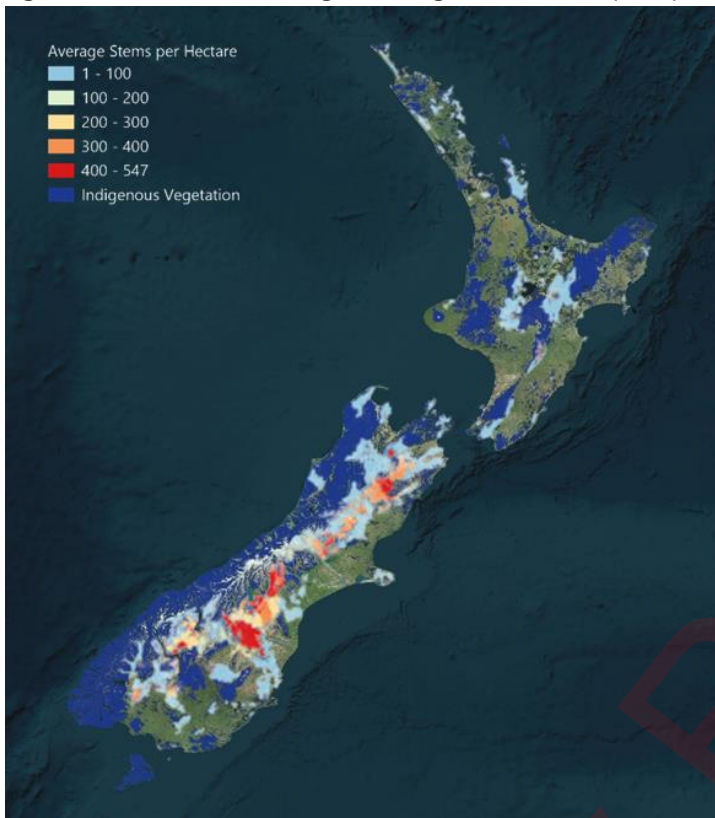 Average Stems per Hectare
1 - 100
100 - 200
200 - 300
300 - 400
400 - 547
Indigenous Vegetation